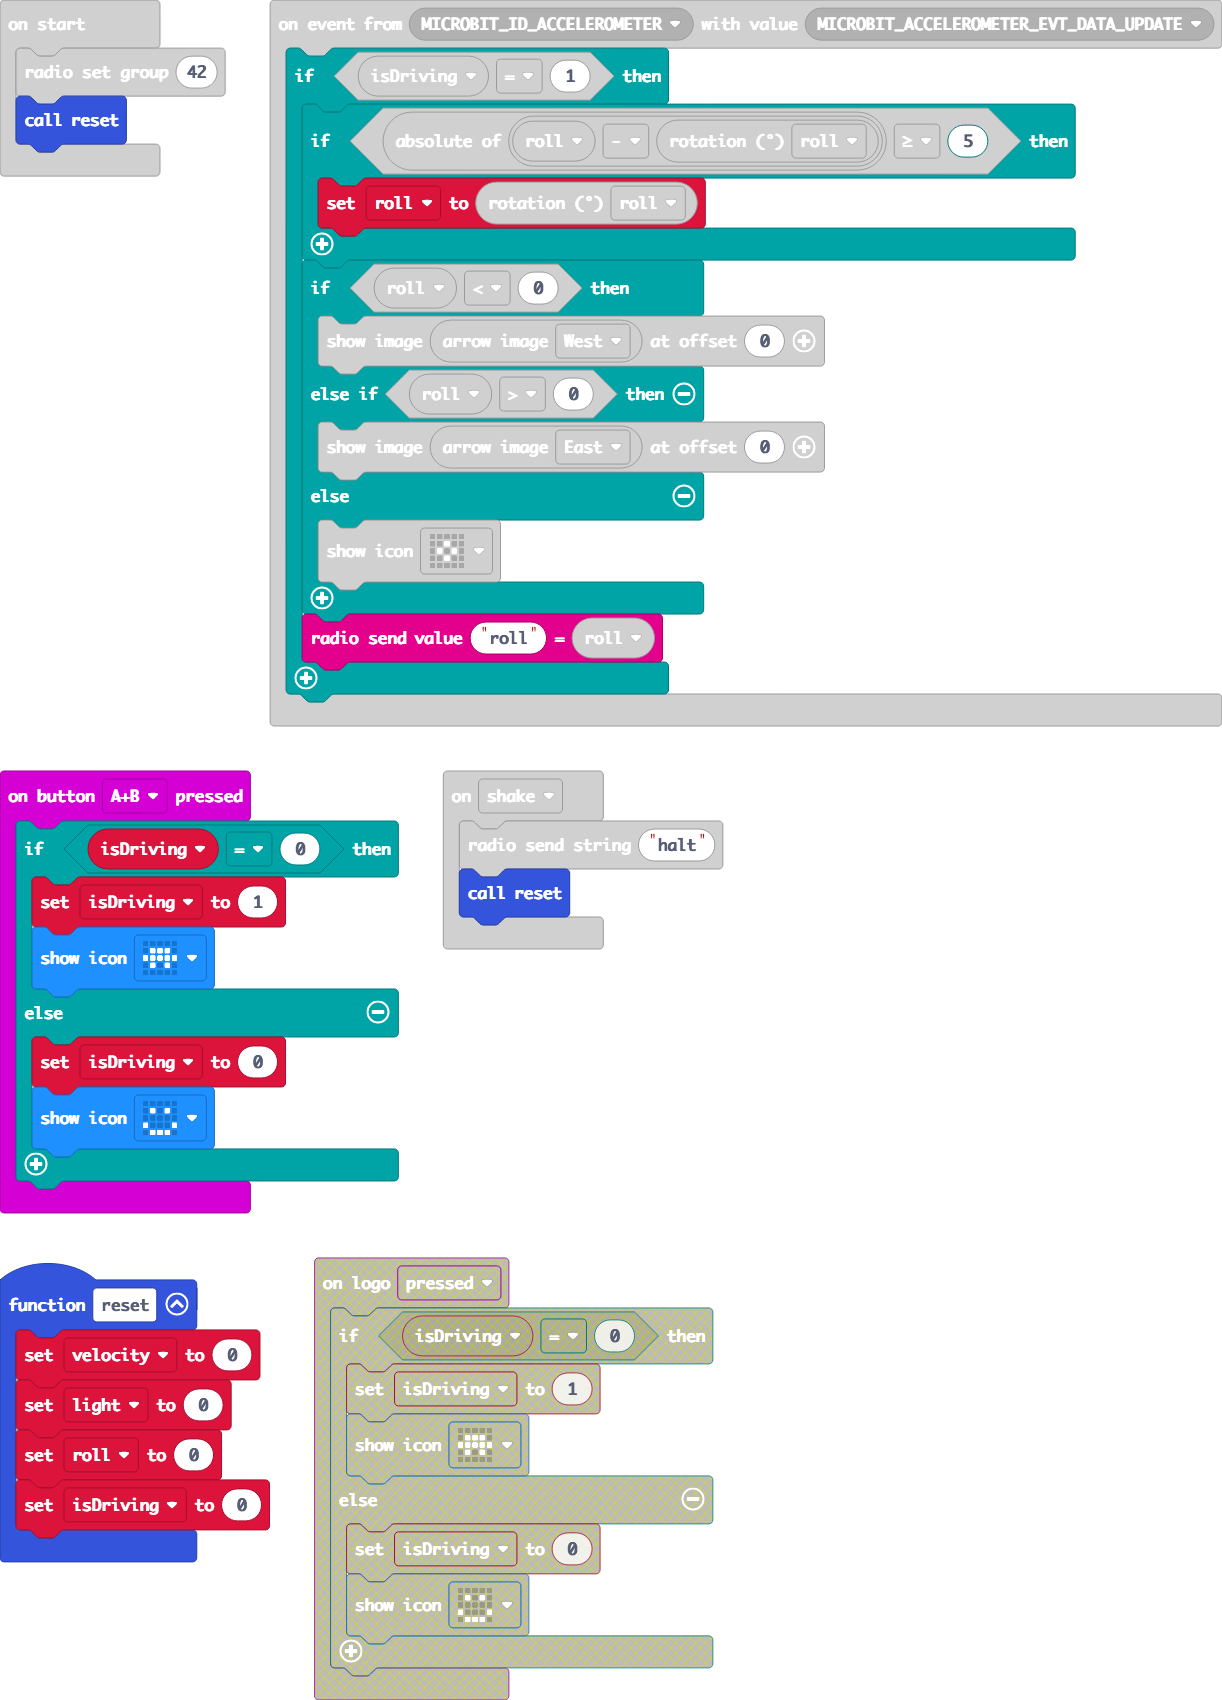 on start
radio set group 42
call reset
on event from MICROBIT_ID_ACCELEROMETER with value MICROBIT_ACCELEROMETER_EVT_DATA_UPDATE
if isDriving = 1 then
if absolute of roll - rotation (°) roll ≥ 5 then
set roll to rotation (°) roll
if roll < 0 then
show image arrow image West at offset 0
else if roll > 0 then
show image arrow image East at offset 0
else
show icon
radio send value "roll" = roll
on button A+B pressed
if isDriving = 0 then
set isDriving to 1
show icon
else
set isDriving to 0
show icon
on shake
radio send string "halt"
call reset
function reset
set velocity to 0
set light to 0
set roll to 0
set isDriving to 0
on logo pressed
if isDriving = 0 then
set isDriving to 1
show icon
else
set isDriving to 0
show icon